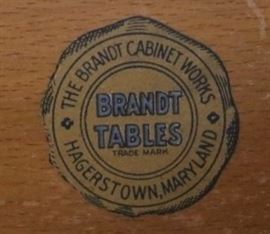 THE BRANDT CABINET WORKS
BRANDT
TABLES
TRADE MARK
HAGERSTOWN, MARYLAND